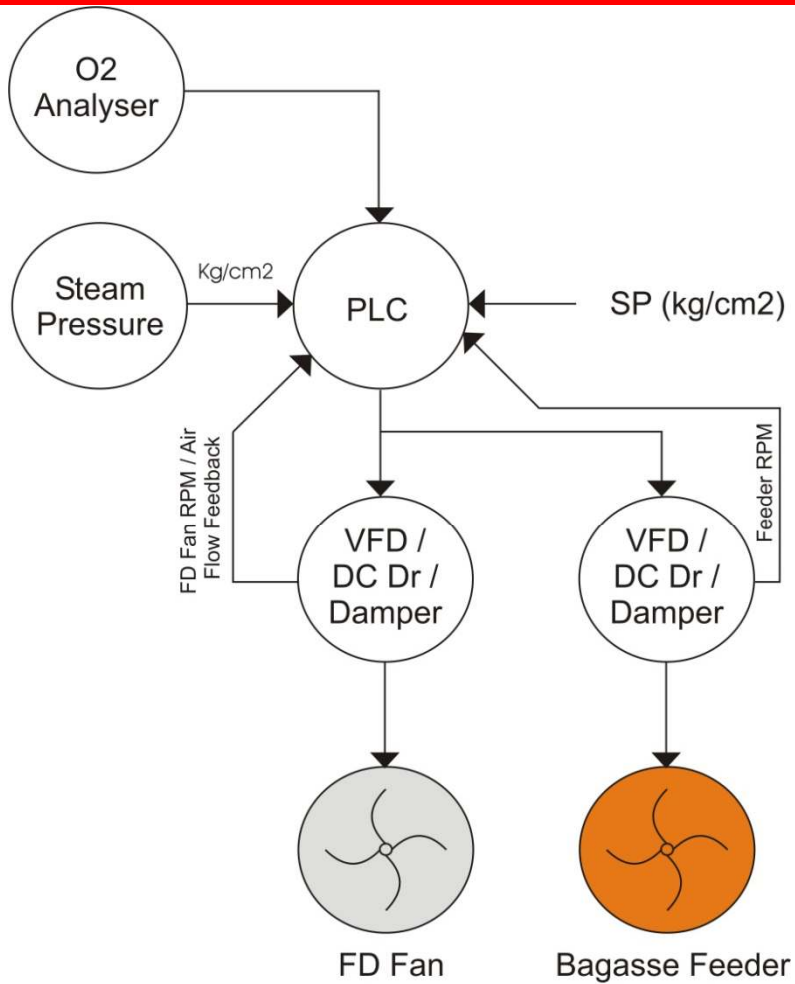 O2
Analyser
Steam
Pressure
Kg/cm2
PLC
SP (kg/cm2)
FD Fan RPM / Air
Flow Feedback
VFD /
DC Dr /
Damper
VFD /
DC Dr /
Damper
Feeder RPM
FD Fan
Bagasse Feeder